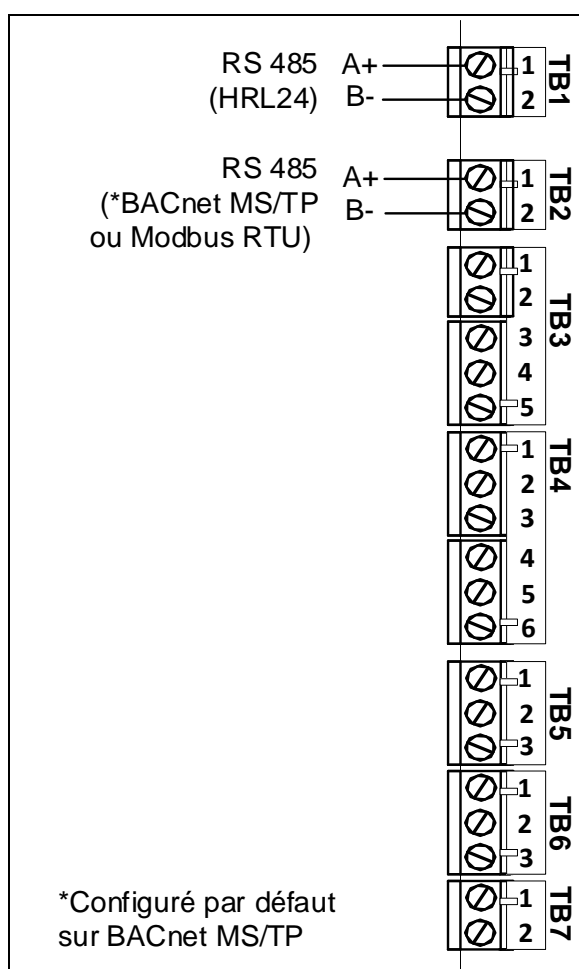 RS 485 A+ 1 TB1
(HRL24) B- 2
RS 485 A+ 1 TB2
(*BACnet MS/TP B- 2
ou Modbus RTU)
1 TB3
2
3
4
5
1 TB4
2
3
4
5
6
1 TB5
2
3
1 TB6
2
3
*Configuré par défaut 1 TB7
sur BACnet MS/TP 2